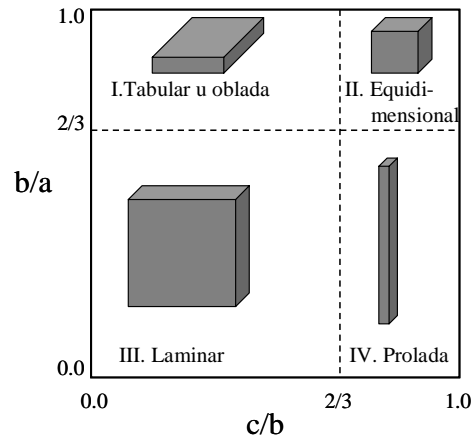 1.0
I.Tabular u oblada
II. Equidi-
mensional
2/3
b/a
III. Laminar
IV. Prolada
0.0
0.0
2/3
1.0
c/b